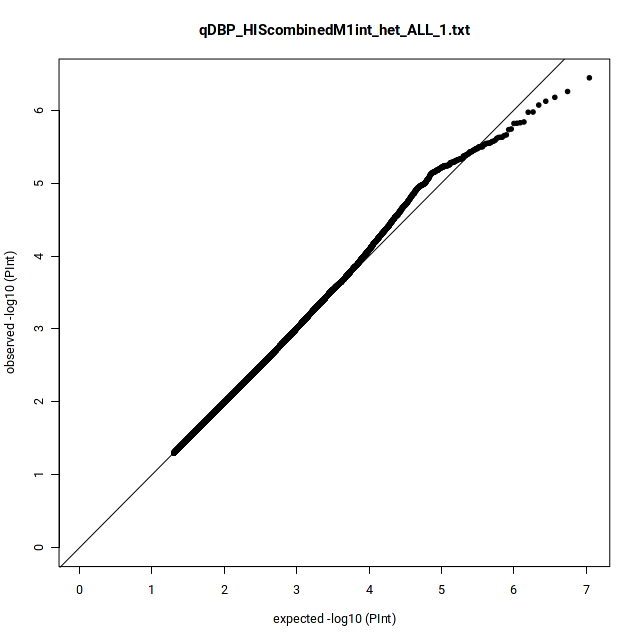 qDBP_HIScombinedM1int_het_ALL_1.txt
observed -log10 (PInt)
6
5
4
3
2
1
0
0 1 2 3 4 5 6 7
expected -log10 (PInt)